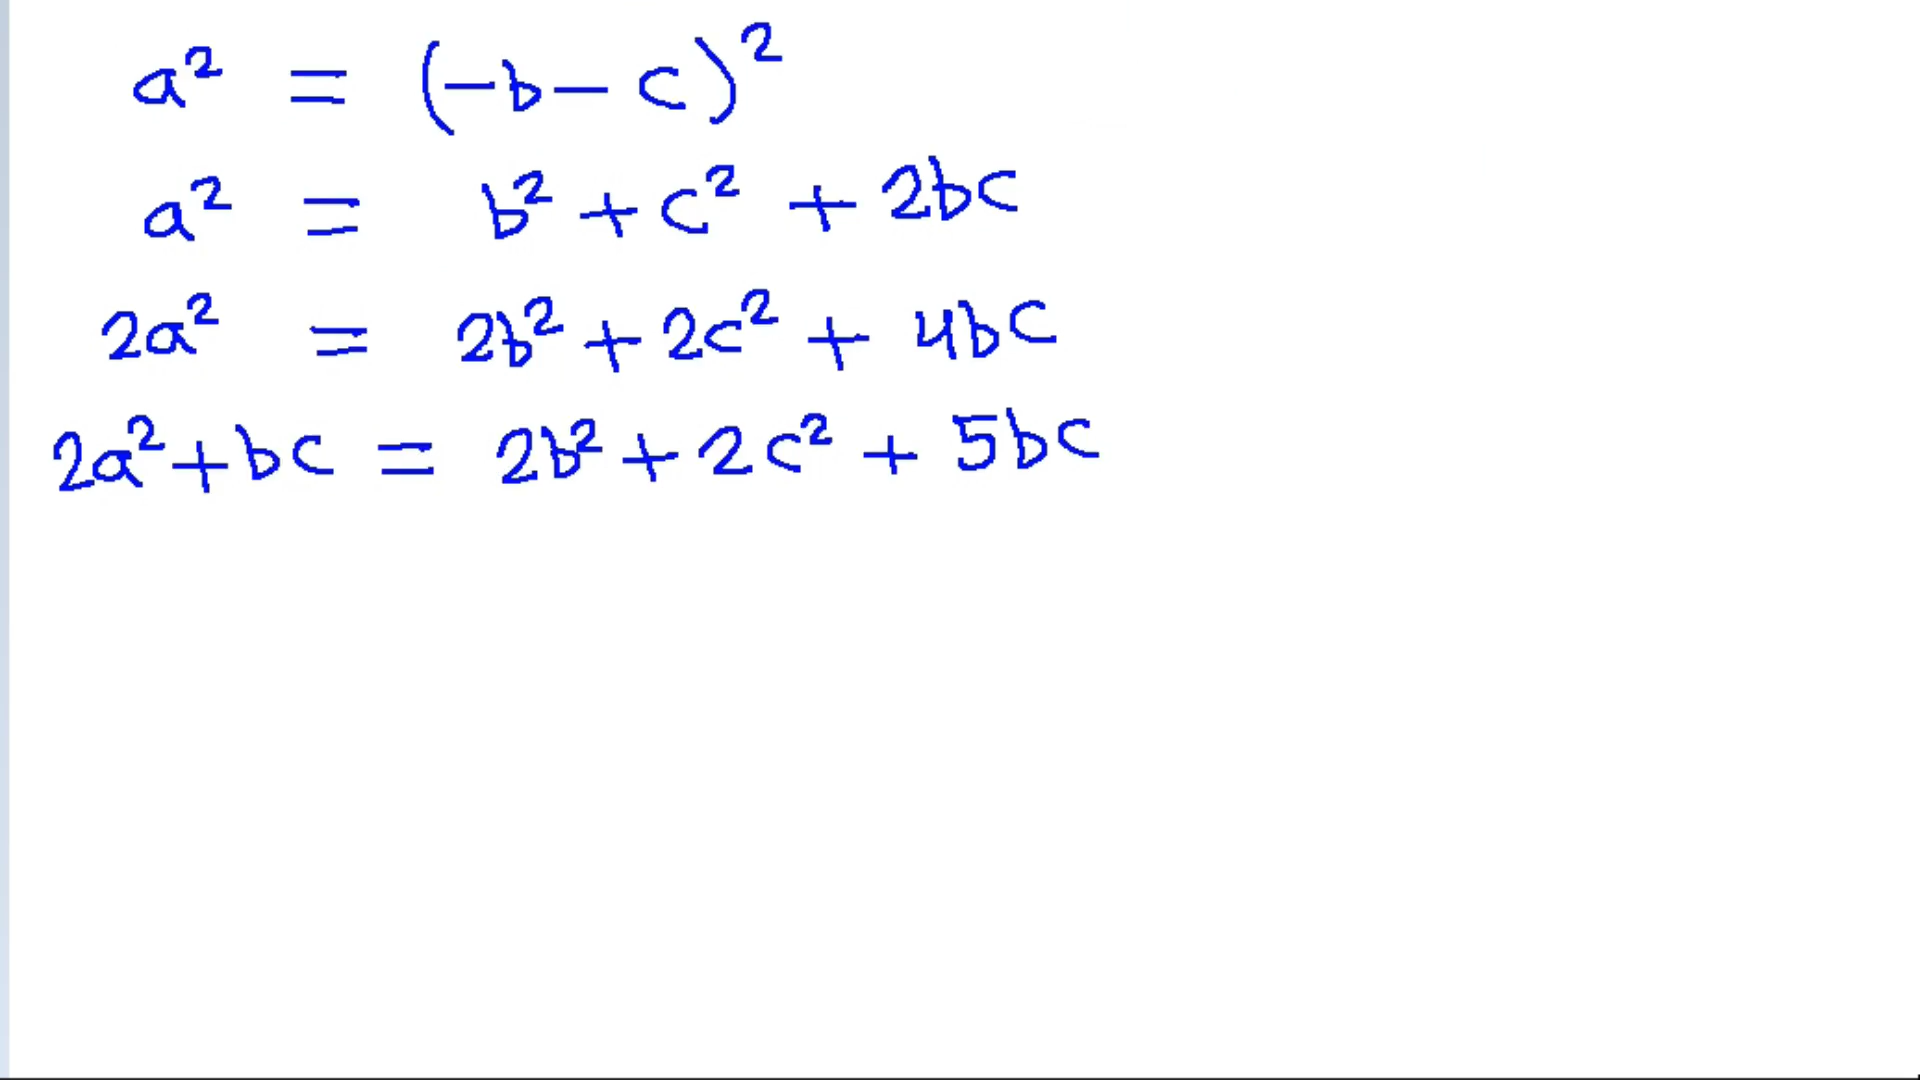 a² = (-b-c)²
a² = b²+c²+2bc
2a² = 2b²+2c²+4bc
2a²+bc = 2b²+2c²+5bc